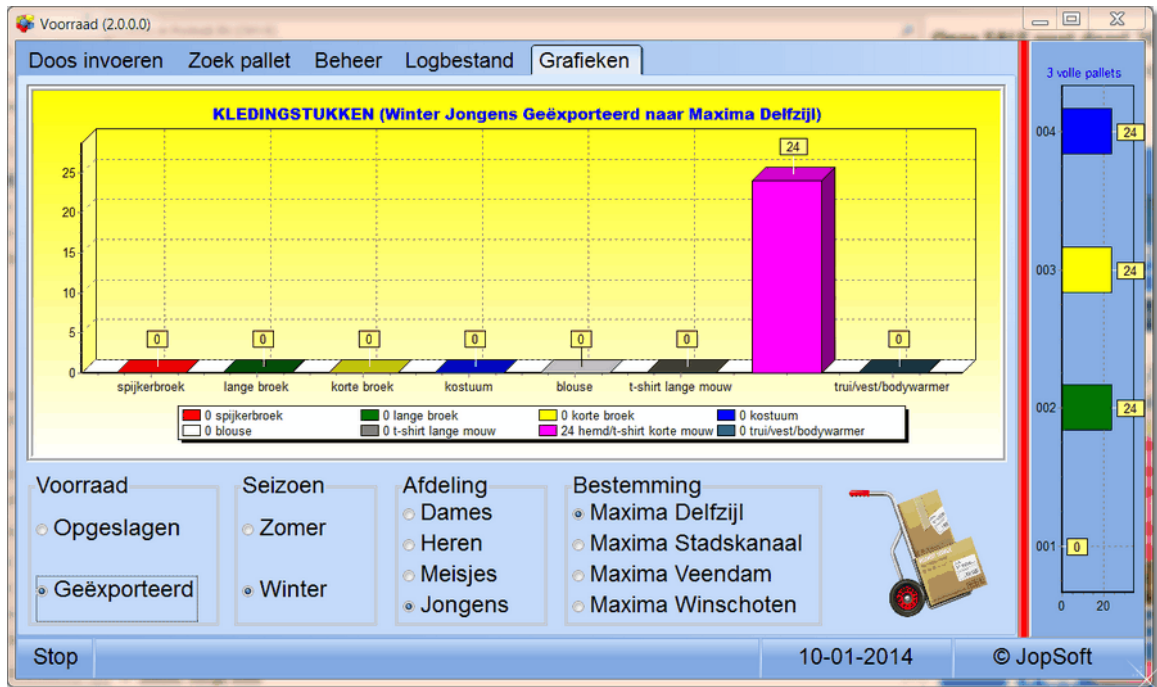 Voorraad (2.0.0.0)
Doos invoeren Zoek pallet Beheer Logbestand Grafieken
KLEDINGSTUKKEN (Winter Jongens Geëxporteerd naar Maxima Delfzijl)
24
25
20
15
10
5
0
0 0 0 0 0 0 0
spijkerbroek lange broek korte broek kostuum blouse t-shirt lange mouw trui/vest/bodywarmer
0 spijkerbroek 0 lange broek 0 korte broek 0 kostuum
0 blouse 0 t-shirt lange mouw 24 hemd/t-shirt korte mouw 0 trui/vest/bodywarmer
Voorraad
Opgeslagen
Geëxporteerd
Seizoen
Zomer
Winter
Afdeling
Dames
Heren
Meisjes
Jongens
Bestemming
Maxima Delfzijl
Maxima Stadskanaal
Maxima Veendam
Maxima Winschoten
3 volle pallets
004 24
003 24
002 24
001 0
0 20
Stop 10-01-2014 © JopSoft